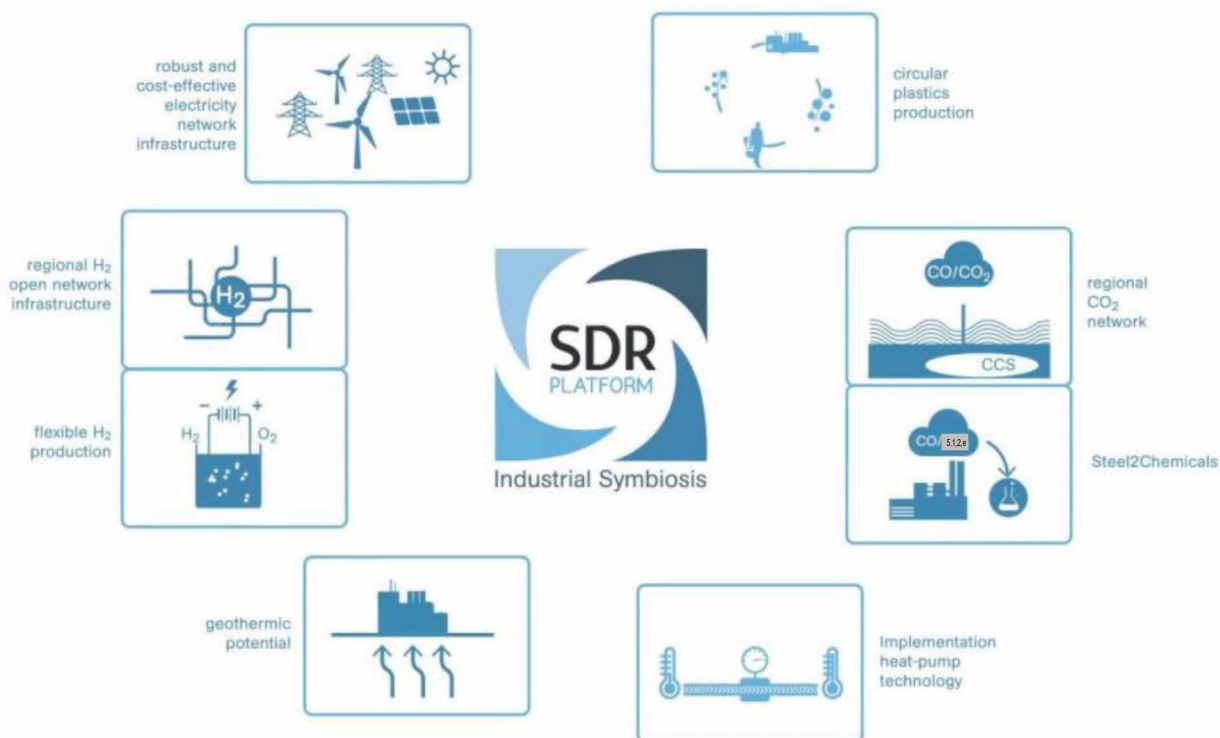 robust and
cost-effective
electricity
network
infrastructure
circular
plastics
production
regional H₂
open network
infrastructure
H₂
CO/CO₂
CCS
regional
CO₂
network
SDR
PLATFORM
Industrial Symbiosis
flexible H₂
production
− +
H₂ O₂
CO/ 5.1,2,e
Steel2Chemicals
geothermic
potential
Implementation
heat-pump
technology